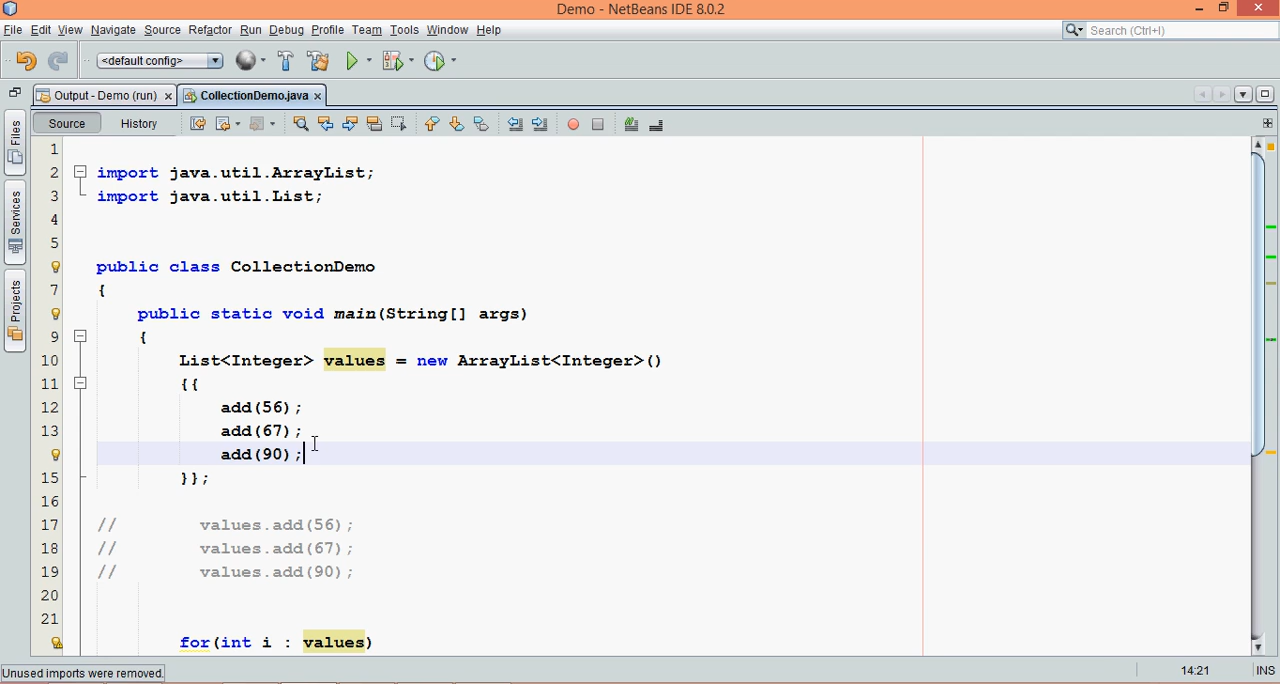 Demo - NetBeans IDE 8.0.2
File Edit View Navigate Source Refactor Run Debug Profile Team Tools Window Help
Search (Ctrl+I)
<default config>
Output - Demo (run) CollectionDemo.java
Source History
Files
Services
Projects
1
2 import java.util.ArrayList;
3 import java.util.List;
4
5
public class CollectionDemo
7 {
public static void main(String[] args)
9 {
10 List<Integer> values = new ArrayList<Integer>()
11 {{
12 add(56);
13 add(67);
add(90);
15 }};
16
17 // values.add(56);
18 // values.add(67);
19 // values.add(90);
20
21
for(int i : values)
Unused imports were removed.
14:21 INS